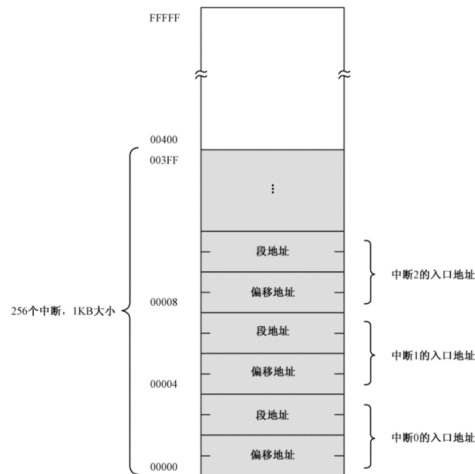 FFFFF
00400
003FF
⋮
段地址
中断2的入口地址
偏移地址
00008
256个中断，1KB大小
段地址
中断1的入口地址
偏移地址
00004
段地址
中断0的入口地址
偏移地址
00000